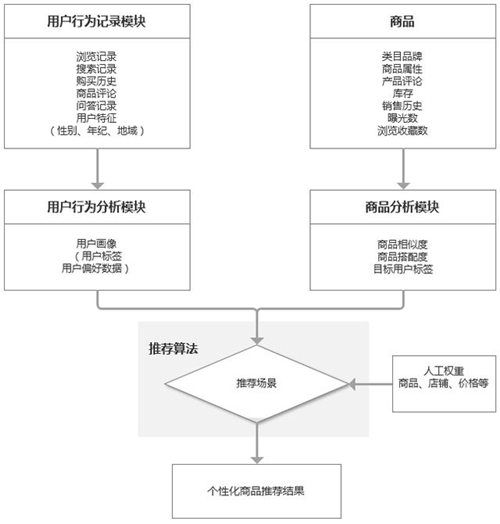 用户行为记录模块
浏览记录
搜索记录
购买历史
商品评论
问答记录
用户特征
（性别、年纪、地域）
商品
类目品牌
商品属性
产品评论
库存
销售历史
曝光数
浏览收藏数
用户行为分析模块
用户画像
（用户标签
用户偏好数据）
商品分析模块
商品相似度
商品搭配度
目标用户标签
推荐算法
推荐场景
人工权重
商品、店铺、价格等
个性化商品推荐结果